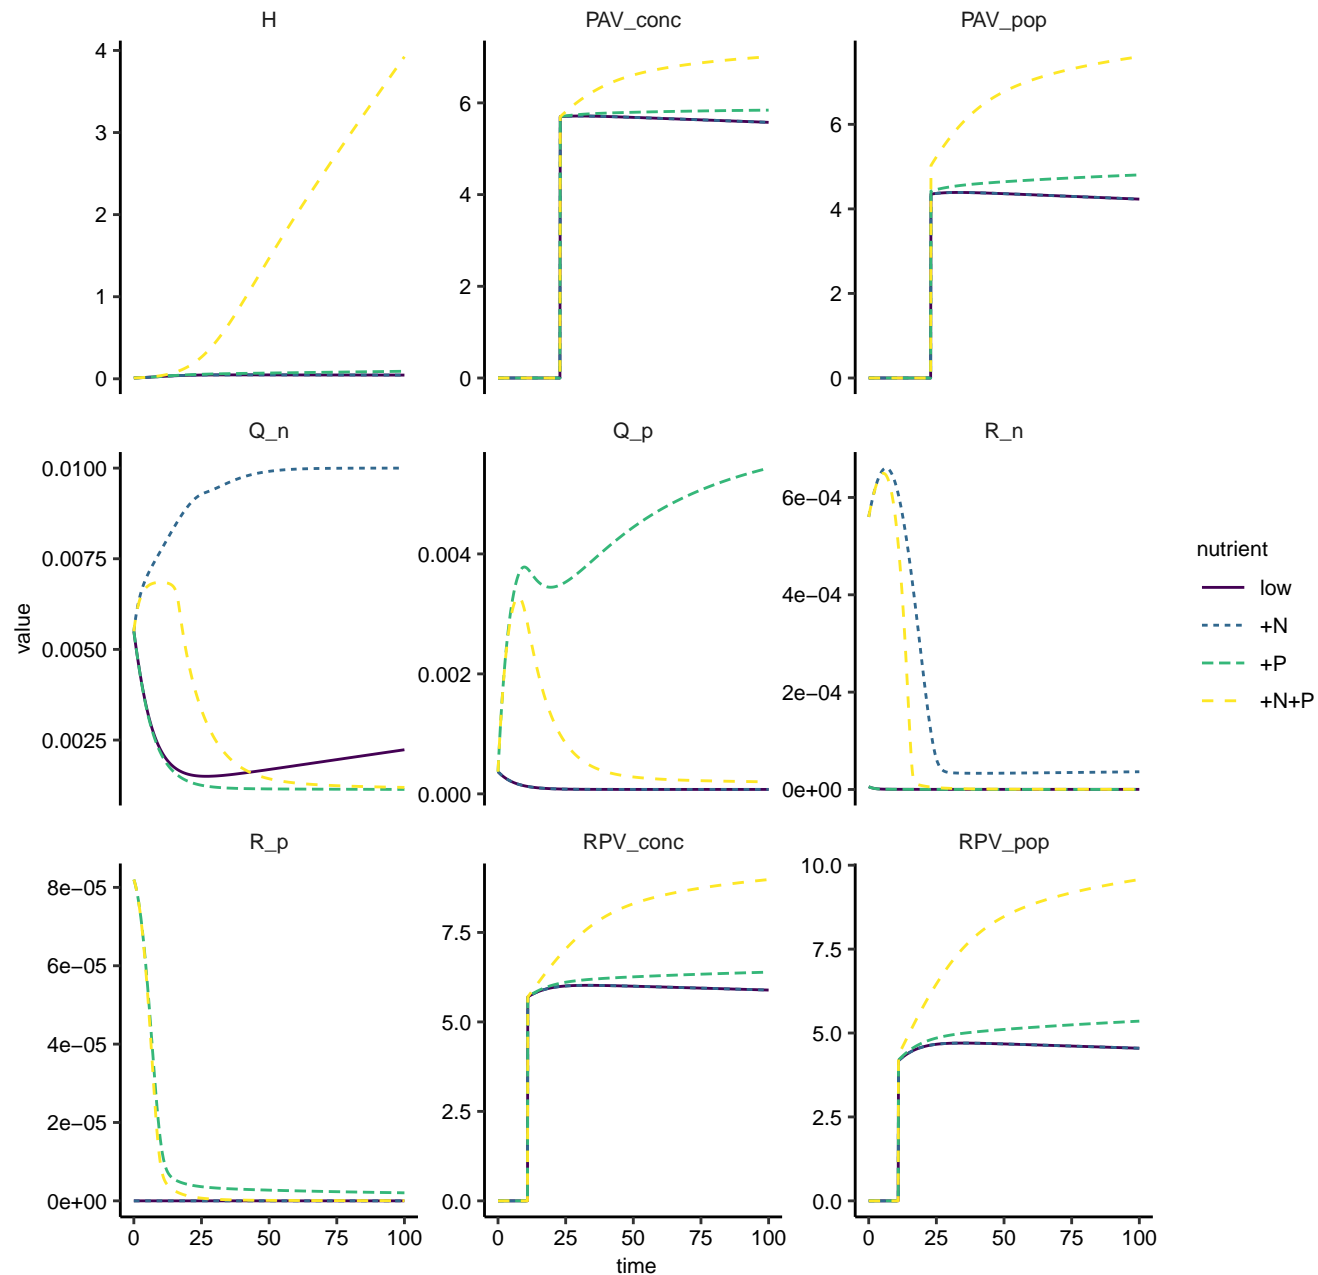 H
PAV_conc
PAV_pop
4
3
2
1
0
6
4
2
0
6
4
2
0
Q_n
Q_p
R_n
value
0.0100
0.0075
0.0050
0.0025
0.004
0.002
0.000
6e−04
4e−04
2e−04
0e+00
nutrient
low
+N
+P
+N+P
R_p
RPV_conc
RPV_pop
8e−05
6e−05
4e−05
2e−05
0e+00
7.5
5.0
2.5
0.0
10.0
7.5
5.0
2.5
0.0
0 25 50 75 100
0 25 50 75 100
0 25 50 75 100
time